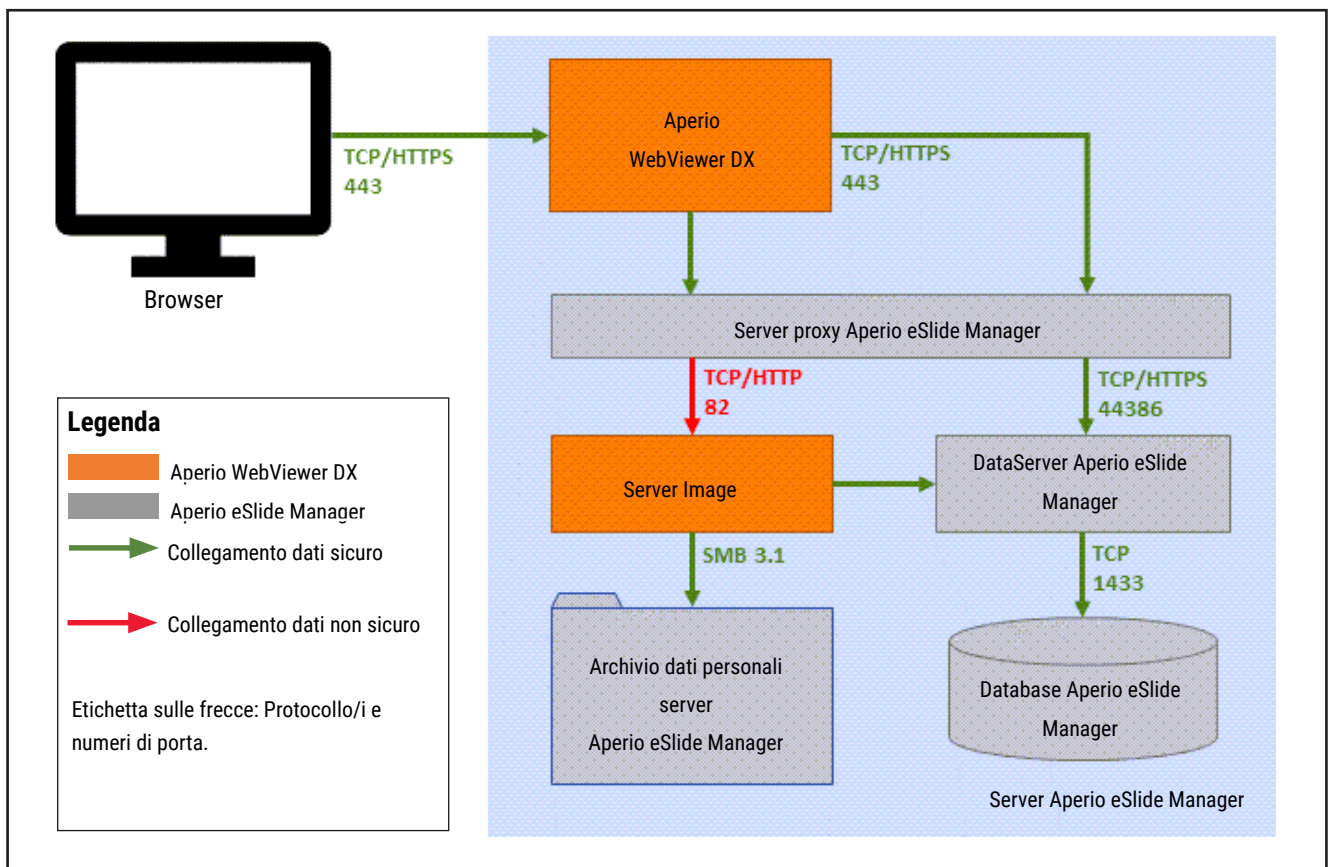 Browser
TCP/HTTPS
443
Aperio
WebViewer DX
TCP/HTTPS
443
Server proxy Aperio eSlide Manager
TCP/HTTP
82
TCP/HTTPS
44386
Server Image
DataServer Aperio eSlide
Manager
SMB 3.1
TCP
1433
Archivio dati personali
server
Aperio eSlide Manager
Database Aperio eSlide
Manager
Server Aperio eSlide Manager
Legenda
Aperio WebViewer DX
Aperio eSlide Manager
Collegamento dati sicuro
Collegamento dati non sicuro
Etichetta sulle frecce: Protocollo/i e
numeri di porta.